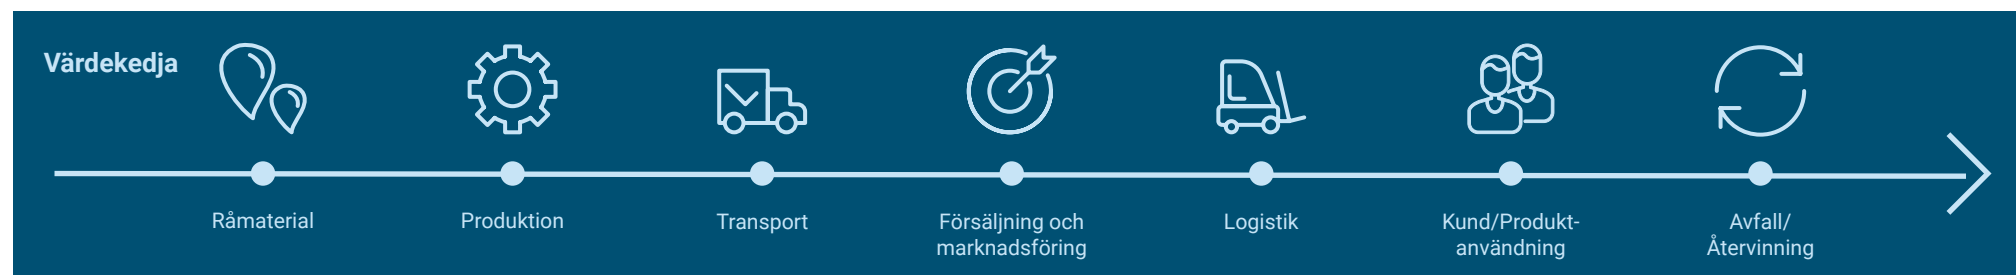 Värdekedja
Råmaterial
Produktion
Transport
Försäljning och
marknadsföring
Logistik
Kund/Produkt-
användning
Avfall/
Återvinning